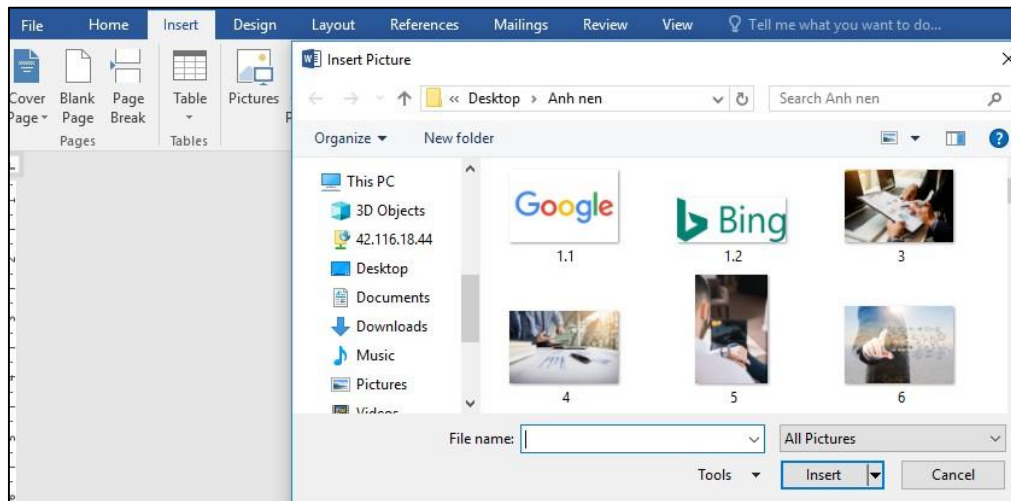 File Home Insert Design Layout References Mailings Review View Tell me what you want to do...
Insert Picture
Cover Page
Blank Page
Page Break
Table
Pictures
Pages
Tables
« Desktop › Anh nen
Search Anh nen
Organize
New folder
This PC
3D Objects
42.116.18.44
Desktop
Documents
Downloads
Music
Pictures
Videos
Google
1.1
Bing
1.2
3
4
5
6
File name:
All Pictures
Tools
Insert
Cancel